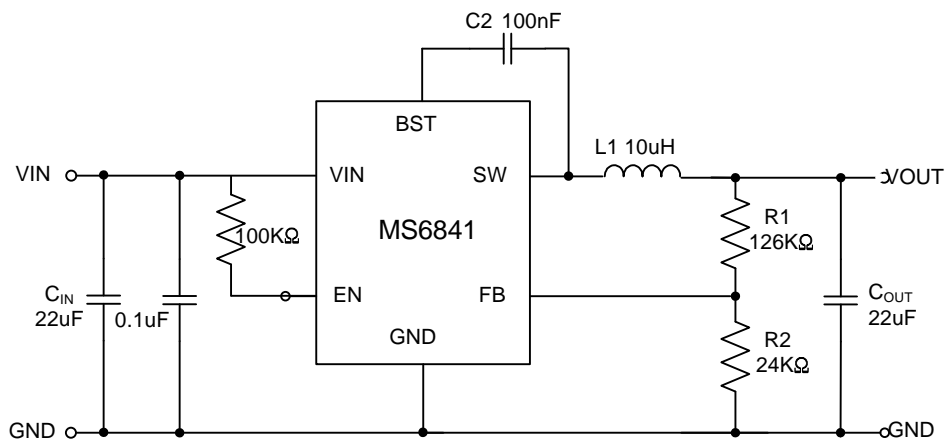 C2 100nF
BST
L1 10uH
VIN
VIN
SW
VOUT
R1
126KΩ
100KΩ
MS6841
CIN
22uF
0.1uF
EN
FB
COUT
22uF
GND
R2
24KΩ
GND
GND